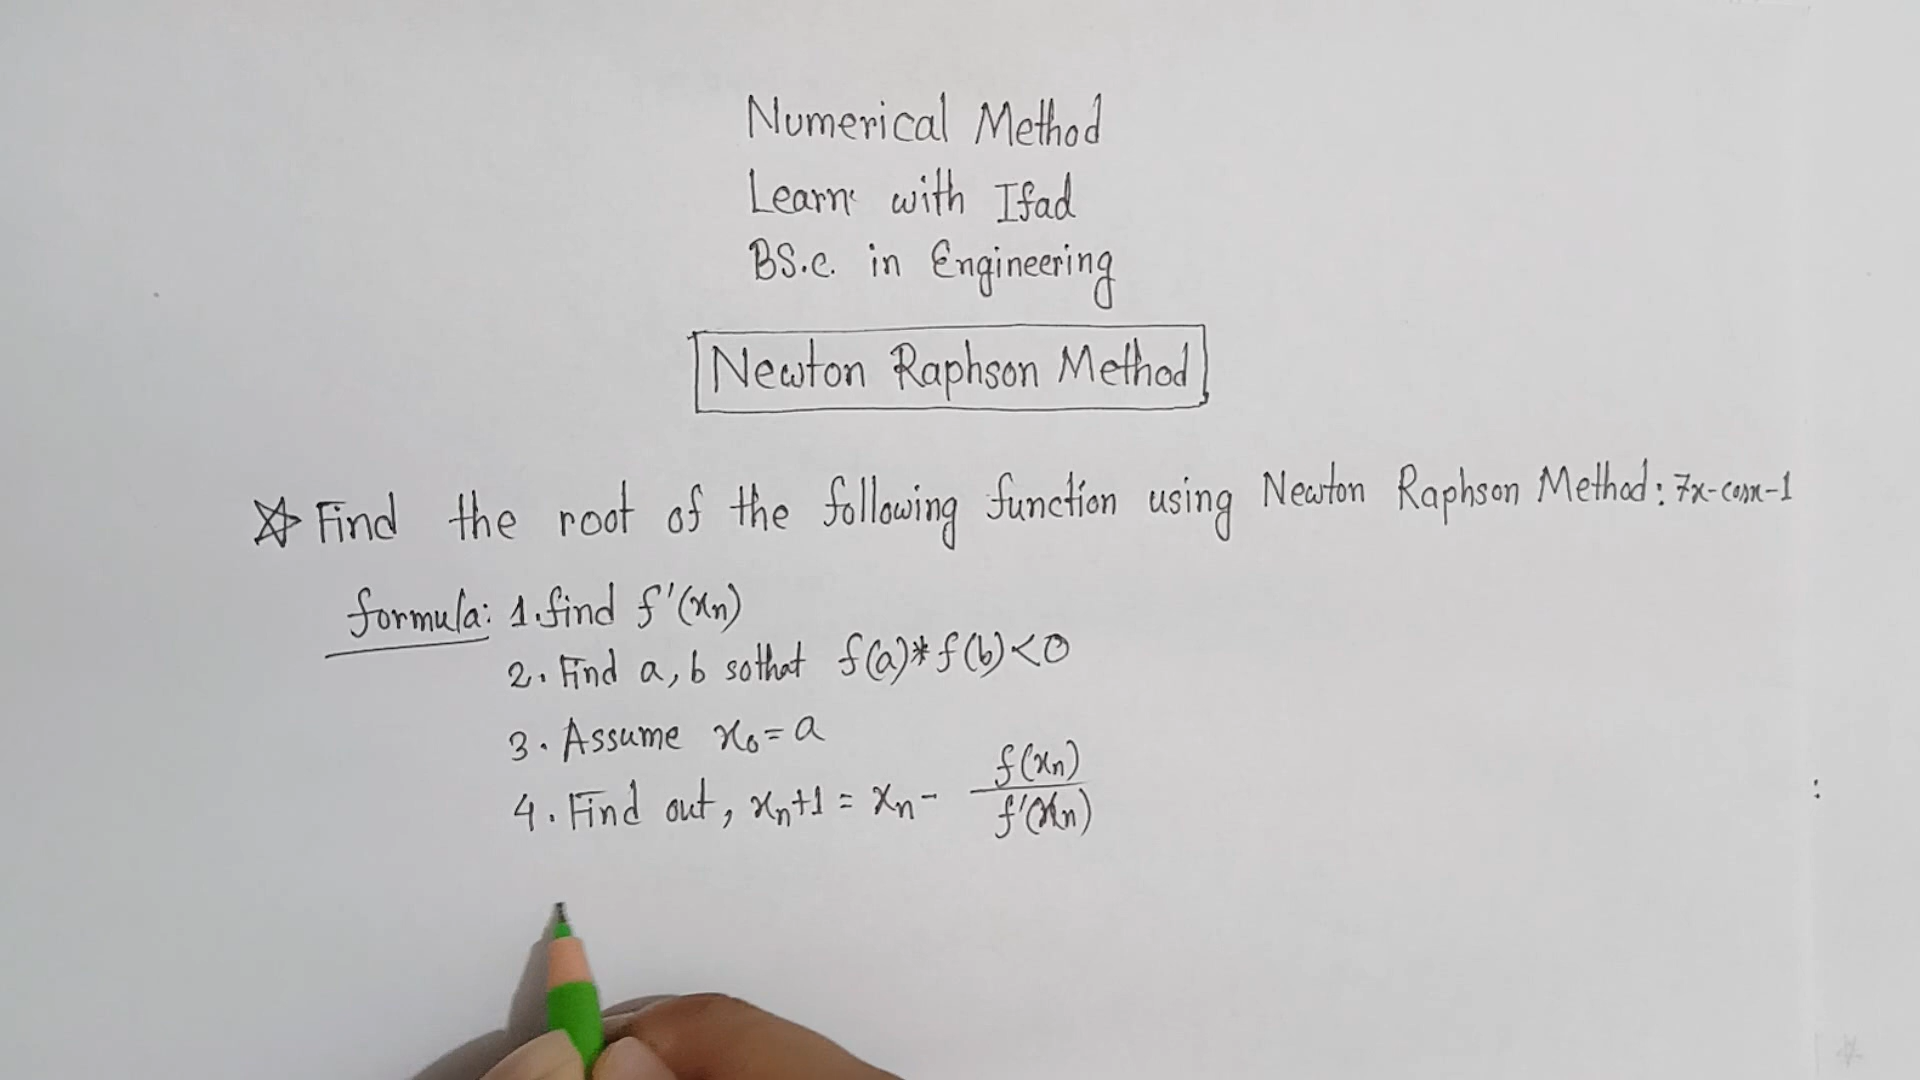 Numerical Method
Learn with Ifad
BS.c. in Engineering
Newton Raphson Method
☆ Find the root of the following function using Newton Raphson Method: 7x-cosx-1
formula: 1. find f'(xn)
2. Find a, b sothat f(a)*f(b)<0
3. Assume x0=a
4. Find out, xn+1 = xn - f(xn)/f'(xn)